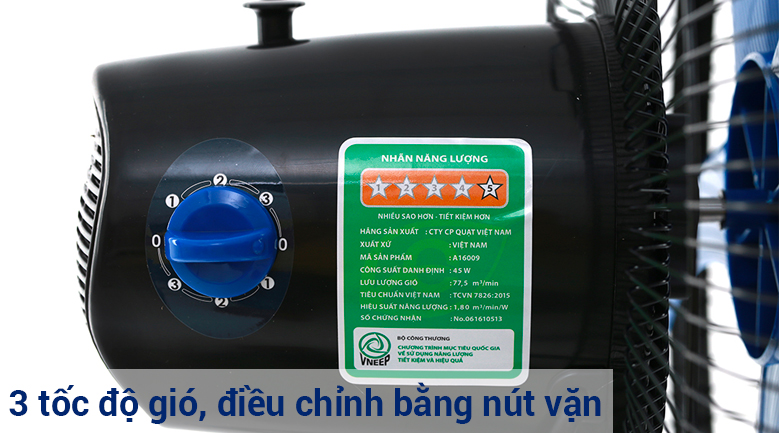 NHÃN NĂNG LƯỢNG
1 2 3 4 5
NHIỀU SAO HƠN - TIẾT KIỆM HƠN
HÃNG SẢN XUẤT : CTY CP QUẠT VIỆT NAM
XUẤT XỨ : VIỆT NAM
MÃ SẢN PHẨM : A16009
CÔNG SUẤT DANH ĐỊNH : 45 W
LƯU LƯỢNG GIÓ : 77,5 m³/min
TIÊU CHUẨN VIỆT NAM : TCVN 7826:2015
HIỆU SUẤT NĂNG LƯỢNG : 1,80 m³/min/W
SỐ CHỨNG NHẬN : No.061610513
BỘ CÔNG THƯƠNG
CHƯƠNG TRÌNH MỤC TIÊU QUỐC GIA
VỀ SỬ DỤNG NĂNG LƯỢNG
TIẾT KIỆM VÀ HIỆU QUẢ
VNEEP
2
1 3
0 0
3 1
2
3 tốc độ gió, điều chỉnh bằng nút vặn